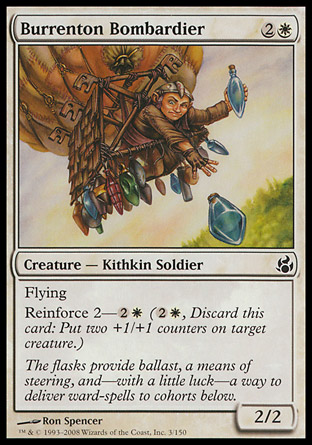 Burrenton Bombardier 2
Creature — Kithkin Soldier
Flying
Reinforce 2—2 ( 2 , Discard this
card: Put two +1/+1 counters on target
creature.)
The flasks provide ballast, a means of
steering, and—with a little luck—a way to
deliver ward-spells to cohorts below.
Ron Spencer
™ & © 1993–2008 Wizards of the Coast, Inc. 3/150
2/2